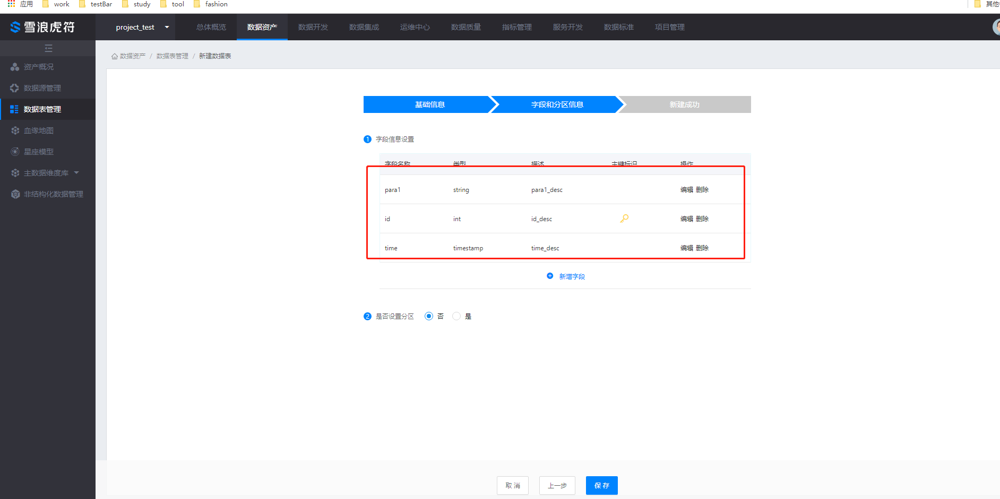 应用 work testBar study tool fashion
雪浪虎符 project_test 总体概览 数据资产 数据开发 数据集成 运维中心 数据质量 指标管理 服务开发 数据标准 项目管理
数据资产 / 数据表管理 / 新建数据表
资产概况
数据源管理
数据表管理
血缘地图
星座模型
主数据维度库
非结构化数据管理
基础信息 字段和分区信息 新建成功
1 字段信息设置
字段名称 类型 描述 主键标识 操作
para1 string para1_desc 编辑 删除
id int id_desc 编辑 删除
time timestamp time_desc 编辑 删除
新增字段
2 是否设置分区 否 是
取消 上一步 保存